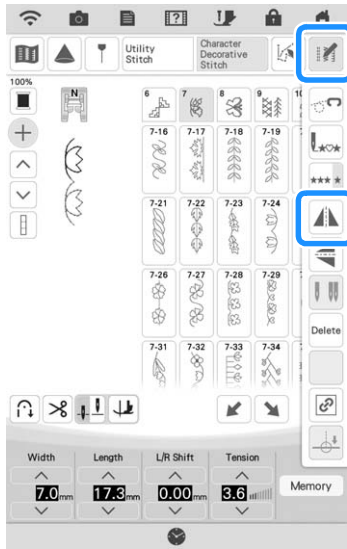 ?
Utility
Stitch
Character
Decorative
Stitch
100%
N
6 7 8 9 10
7-16 7-17 7-18 7-19
7-21 7-22 7-23 7-24
7-26 7-27 7-28 7-29
7-31 7-32 7-33 7-34
Delete
Width Length L/R Shift Tension
7.0mm 17.3mm 0.00mm 3.6
Memory